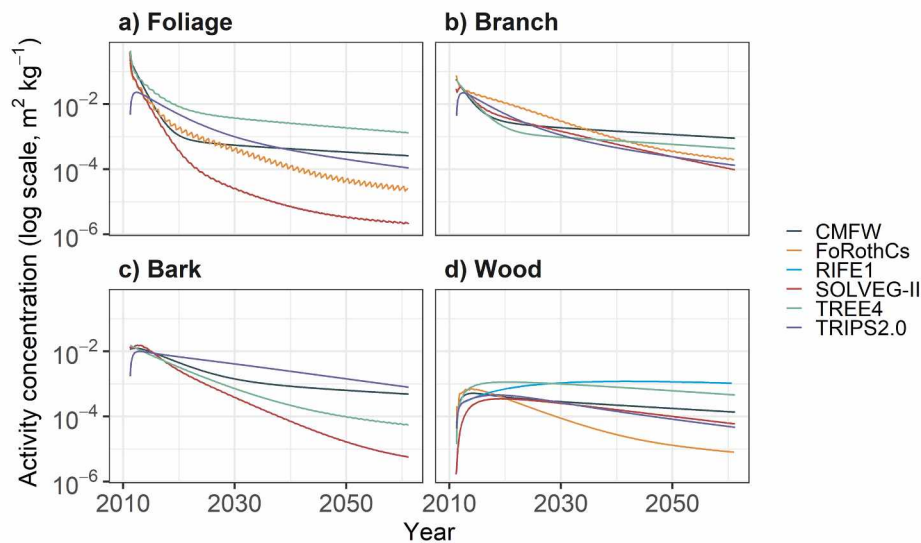 a) Foliage
b) Branch
Activity concentration (log scale, m² kg⁻¹)
10⁻²
10⁻⁴
10⁻⁶
c) Bark
d) Wood
10⁻²
10⁻⁴
10⁻⁶
2010
2030
2050
2010
2030
2050
Year
CMFW
FoRothCs
RIFE1
SOLVEG-II
TREE4
TRIPS2.0